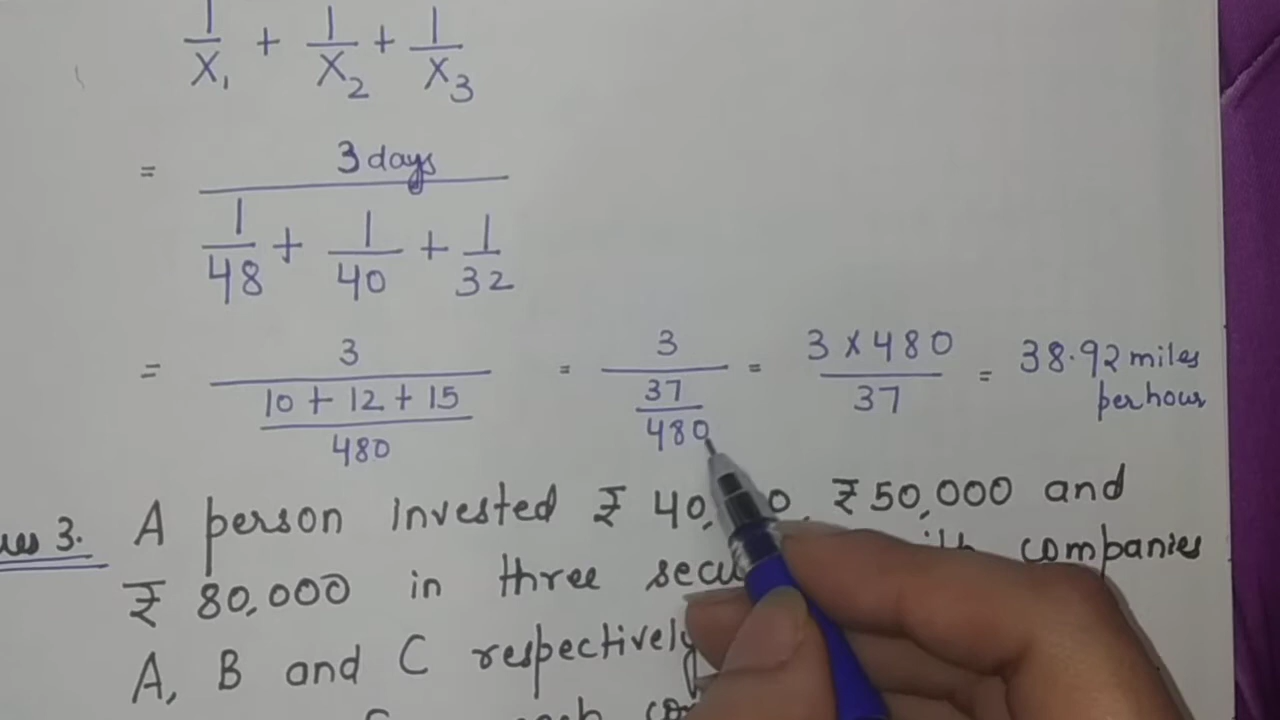 1/X₁ + 1/X₂ + 1/X₃
= 3 days / (1/48 + 1/40 + 1/32)
= 3 / ((10 + 12 + 15)/480) = 3 / (37/480) = (3 × 480)/37 = 38.92 miles per hour
3. A person invested ₹ ₹ 50,000 and
₹ 80,000 in three companies
A, B and C respectively